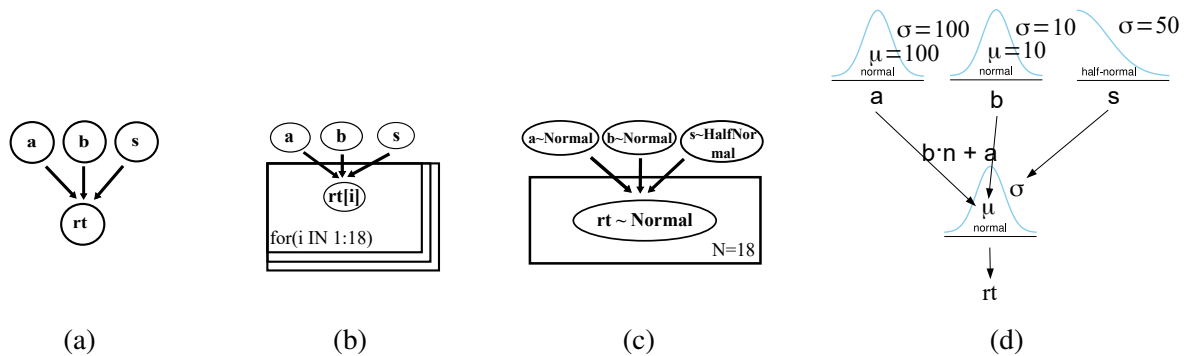 a b s
rt
(a)
a b s
rt[i]
for(i IN 1:18)
(b)
a~Normal b~Normal s~HalfNor
mal
rt ~ Normal
N=18
(c)
σ=100 σ=10 σ=50
μ=100 μ=10
normal normal half-normal
a b s
b·n + a
σ
μ
normal
rt
(d)